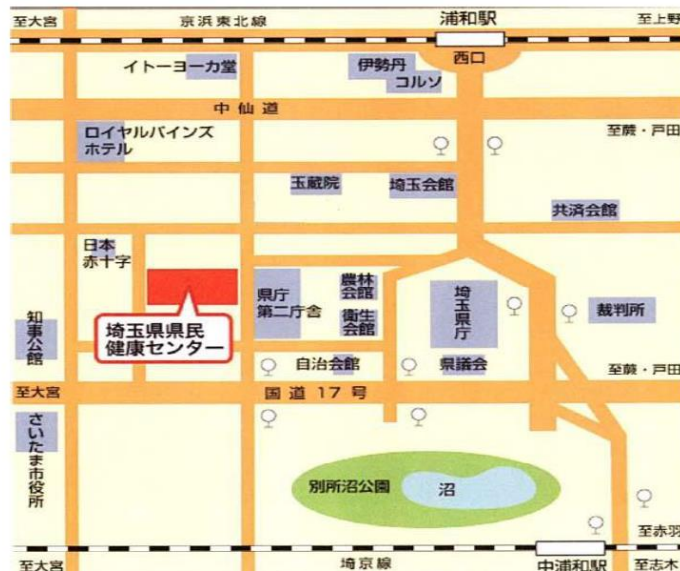 至大宮
京浜東北線
浦和駅
至上野
西口
イトーヨーカ堂
伊勢丹
コルソ
中仙道
ロイヤルパインズ
ホテル
至蕨・戸田
玉蔵院
埼玉会館
共済会館
日本
赤十字
県庁
第二庁舎
農林
会館
衛生
会館
埼玉県庁
裁判所
知事公館
埼玉県県民
健康センター
自治会館
県議会
至大宮
国道17号
至蕨・戸田
さいたま市役所
別所沼公園
沼
至赤羽
至大宮
埼京線
中浦和駅
至志木